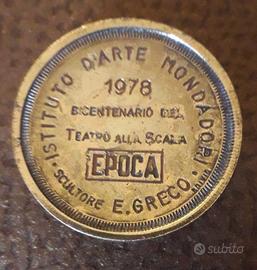 ISTITUTO D'ARTE MONDADORI
1978
BICENTENARIO DEL
TEATRO ALLA SCALA
EPOCA
SCULTORE E. GRECO
subito